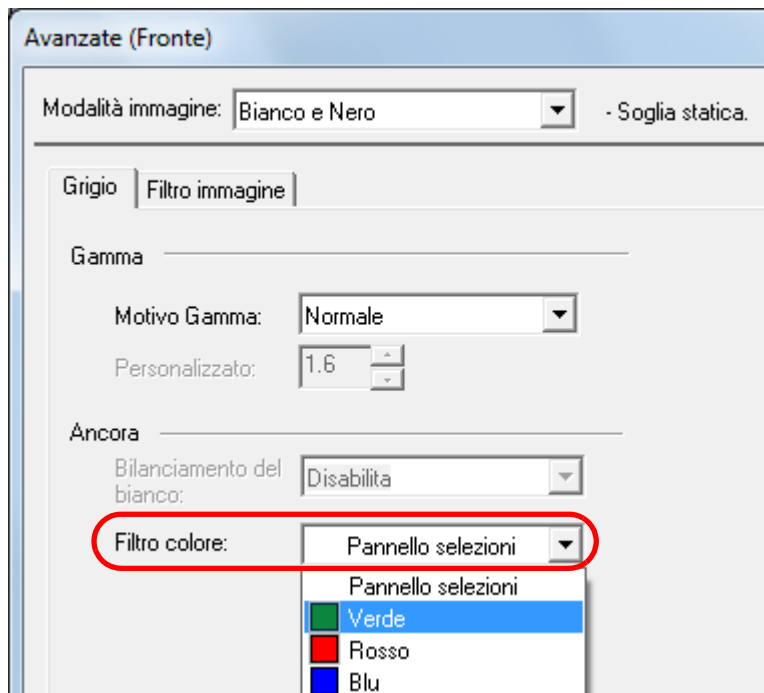 Avanzate (Fronte)
Modalità immagine: Bianco e Nero - Soglia statica.
Grigio Filtro immagine
Gamma
Motivo Gamma: Normale
Personalizzato: 1.6
Ancora
Bilanciamento del
bianco: Disabilita
Filtro colore: Pannello selezioni
Pannello selezioni
Verde
Rosso
Blu